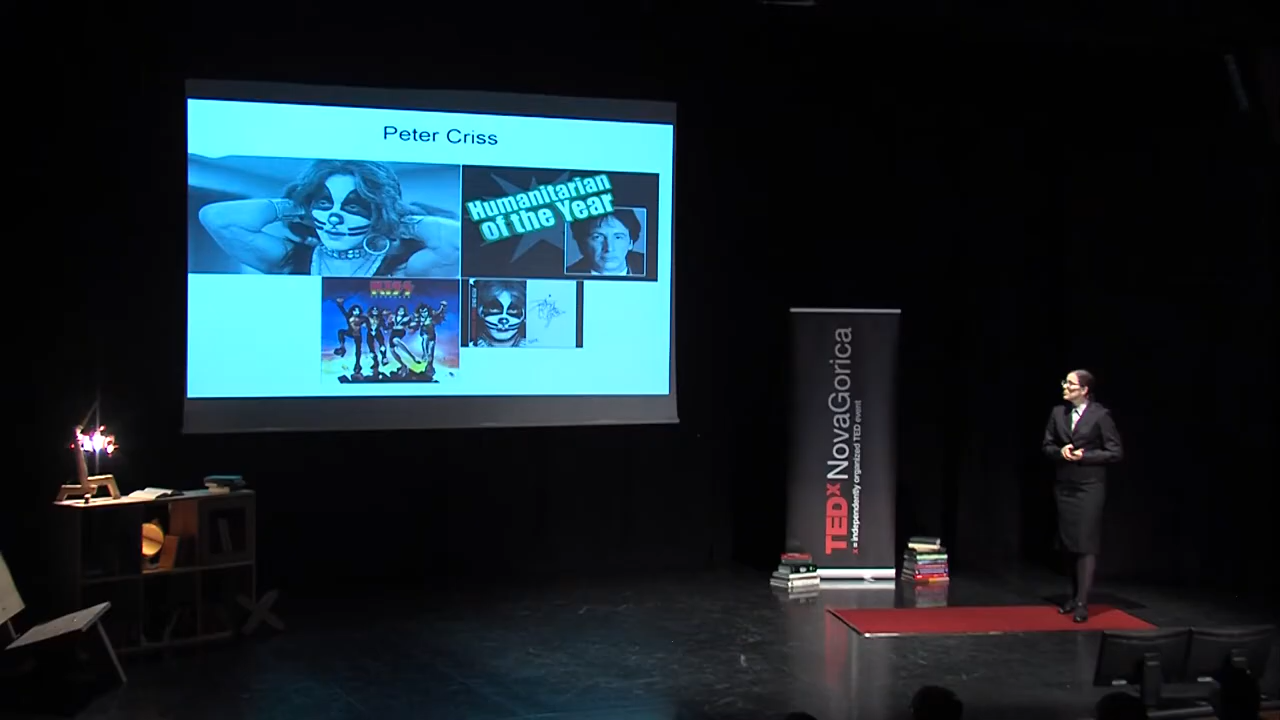 Peter Criss
Humanitarian
of the Year
KISS
TEDx NovaGorica
x = independently organized TED event